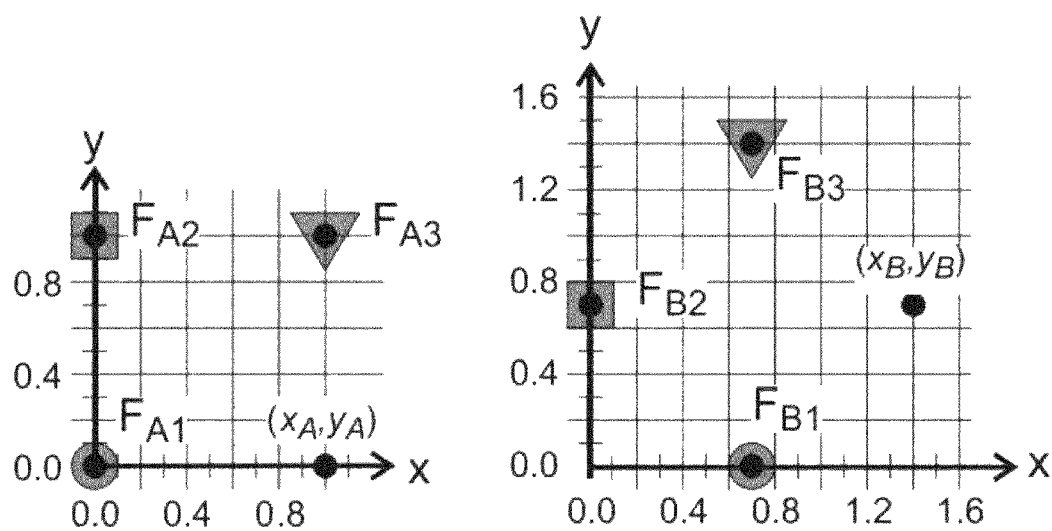 y
F_A2
F_A3
0.8
0.4
F_A1
(x_A,y_A)
0.0
x
0.0 0.4 0.8
y
1.6
1.2
F_B3
(x_B,y_B)
0.8
F_B2
0.4
F_B1
0.0
x
0.0 0.4 0.8 1.2 1.6